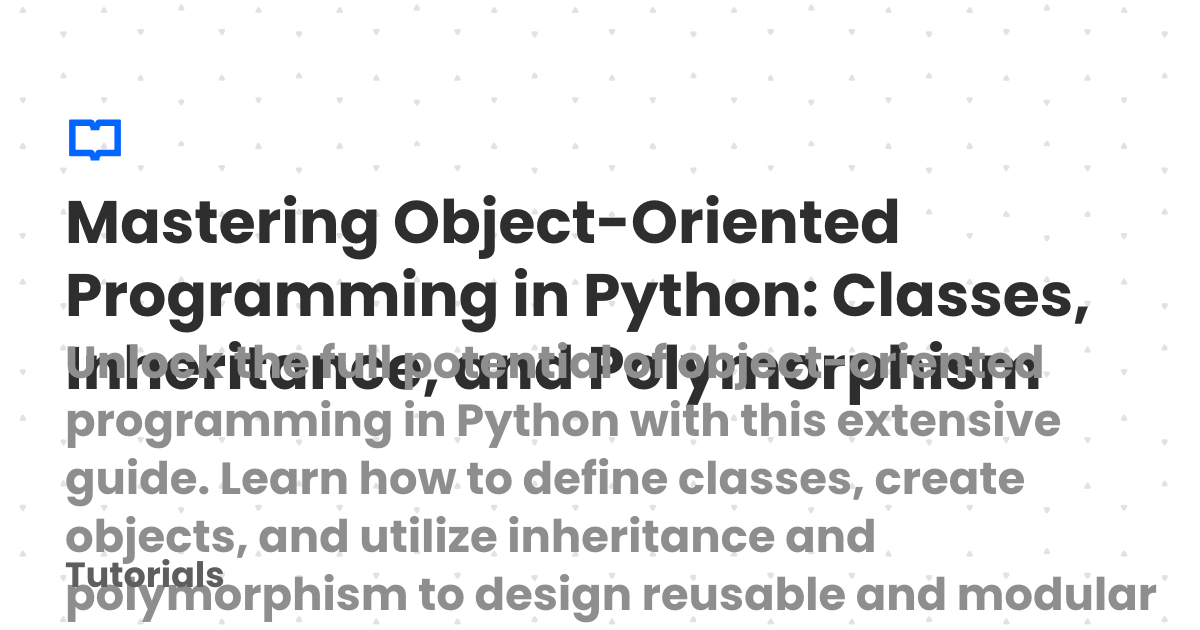 Mastering Object-Oriented
Programming in Python: Classes,
Inheritance, and Polymorphism
Unlock the full potential of object-oriented
programming in Python with this extensive
guide. Learn how to define classes, create
objects, and utilize inheritance and
Tutorials
polymorphism to design reusable and modular